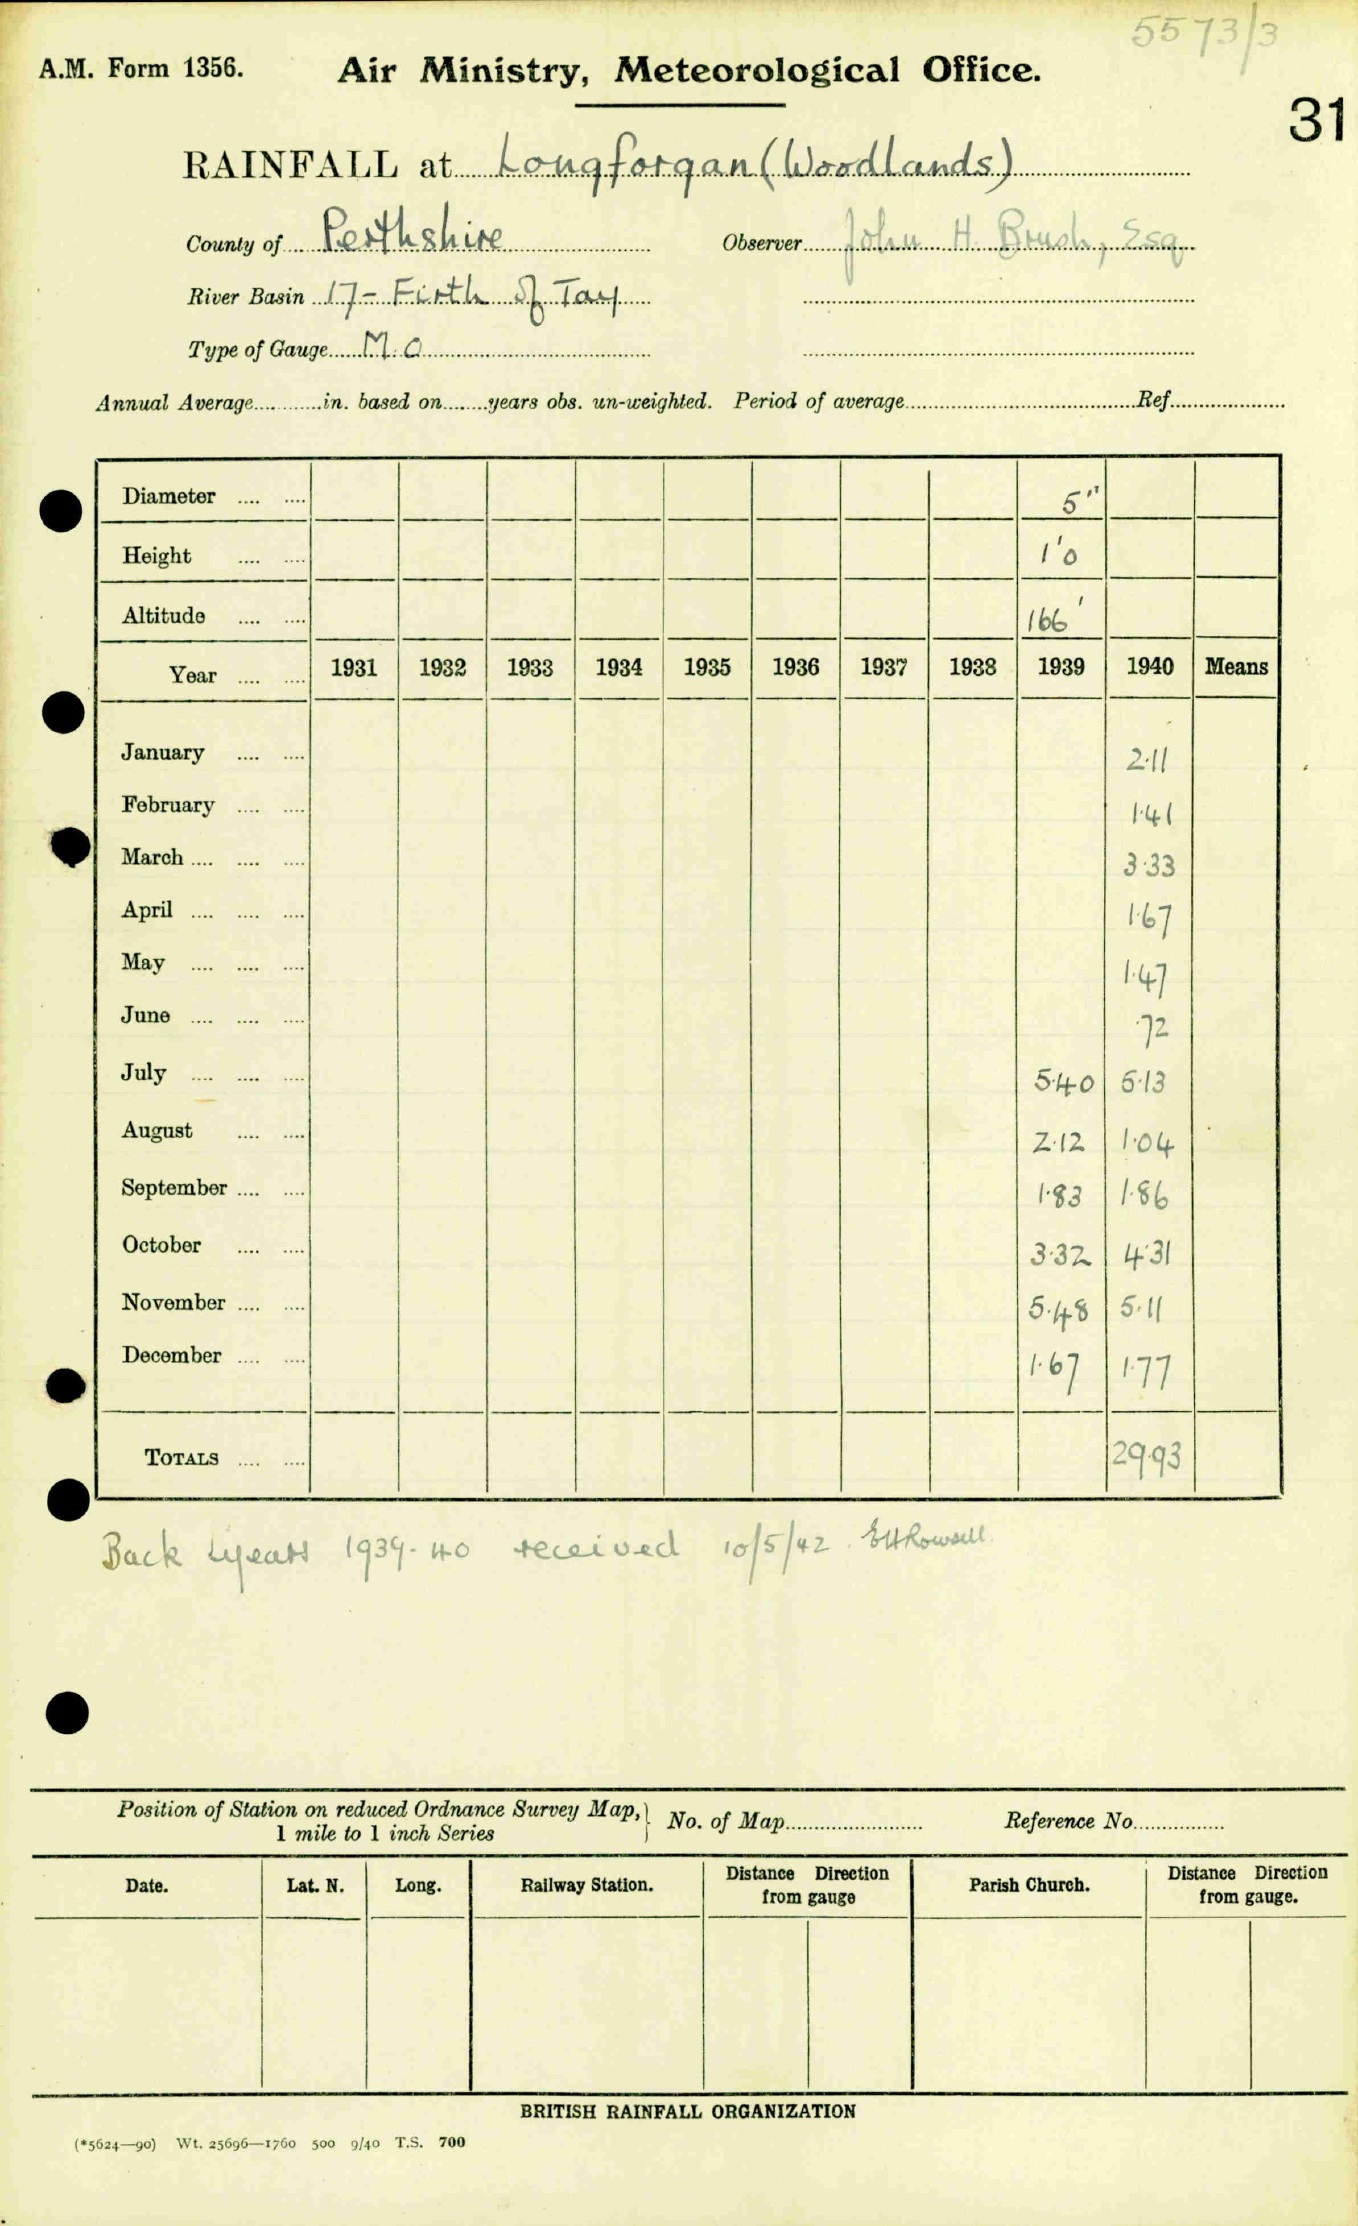 5573/3
A.M. Form 1356.
Air Ministry, Meteorological Office.
31
RAINFALL at Longforgan (Woodlands)
County of Perthshire Observer John H. Brush, Esq
River Basin 17 - Firth of Tay
Type of Gauge M.O
Annual Average............in. based on.......years obs. un-weighted. Period of average............Ref............
Diameter .... .... 5"
Height .... .... 1'0
Altitude .... .... 166'
Year .... .... 1931 1932 1933 1934 1935 1936 1937 1938 1939 1940 Means
January .... .... 2.11
February .... .... 1.41
March .... .... .... 3.33
April .... .... .... 1.67
May .... .... .... 1.47
June .... .... .... .72
July .... .... .... 5.40 5.13
August .... .... 2.12 1.04
September .... .... 1.83 1.86
October .... .... 3.32 4.31
November .... .... 5.48 5.11
December .... .... 1.67 1.77
TOTALS .... .... 29.93
Back years 1939-40 received 10/5/42. EHRowsell.
Position of Station on reduced Ordnance Survey Map,
1 mile to 1 inch Series } No. of Map............ Reference No............
Date. Lat. N. Long. Railway Station. Distance Direction from gauge Parish Church. Distance Direction from gauge.
BRITISH RAINFALL ORGANIZATION
(*5624—90) Wt. 25696—1760 500 9/40 T.S. 700